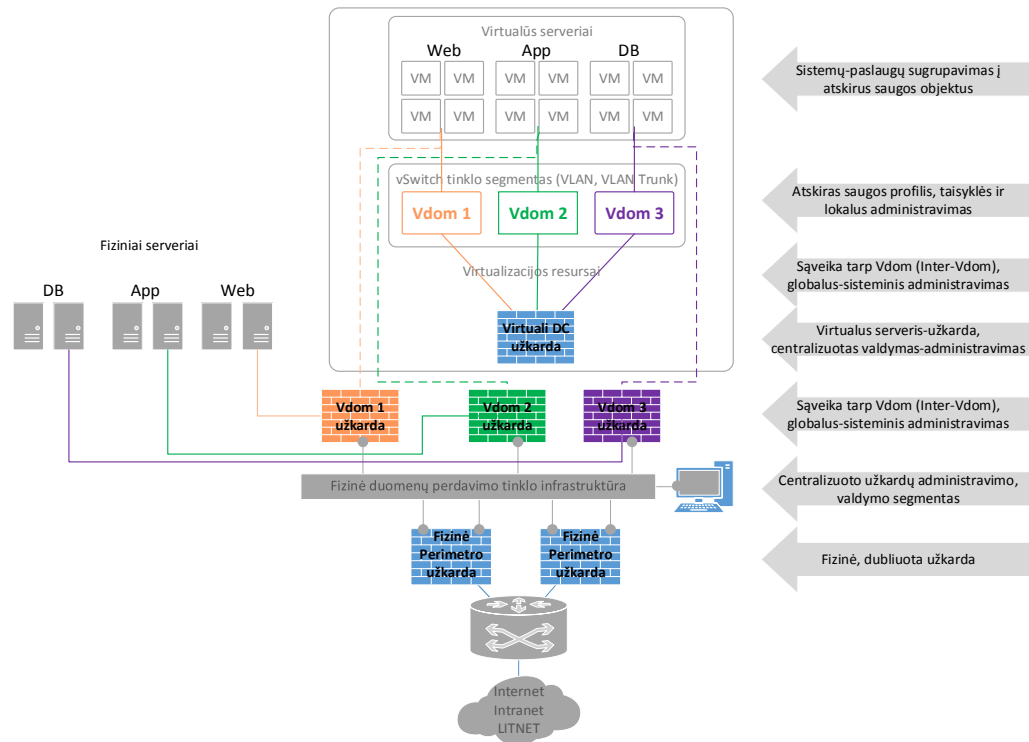 Virtualūs serveriai
Web App DB
VM VM VM VM VM VM
VM VM VM VM VM VM
vSwitch tinklo segmentas (VLAN, VLAN Trunk)
Vdom 1 Vdom 2 Vdom 3
Virtualizacijos resursai
Virtuali DC
užkarda
Fiziniai serveriai
DB App Web
Vdom 1
užkarda
Vdom 2
užkarda
Vdom 3
užkarda
Fizinė duomenų perdavimo tinklo infrastruktūra
Fizinė
Perimetro
užkarda
Fizinė
Perimetro
užkarda
Internet
Intranet
LITNET
Sistemų-paslaugų sugrupavimas į
atskirus saugos objektus
Atskiras saugos profilis, taisyklės ir
lokalus administravimas
Sąveika tarp Vdom (Inter-Vdom),
globalus-sisteminis administravimas
Virtualus serveris-užkarda,
centralizuotas valdymas-administravimas
Sąveika tarp Vdom (Inter-Vdom),
globalus-sisteminis administravimas
Centralizuoto užkardų administravimo,
valdymo segmentas
Fizinė, dubliuota užkarda